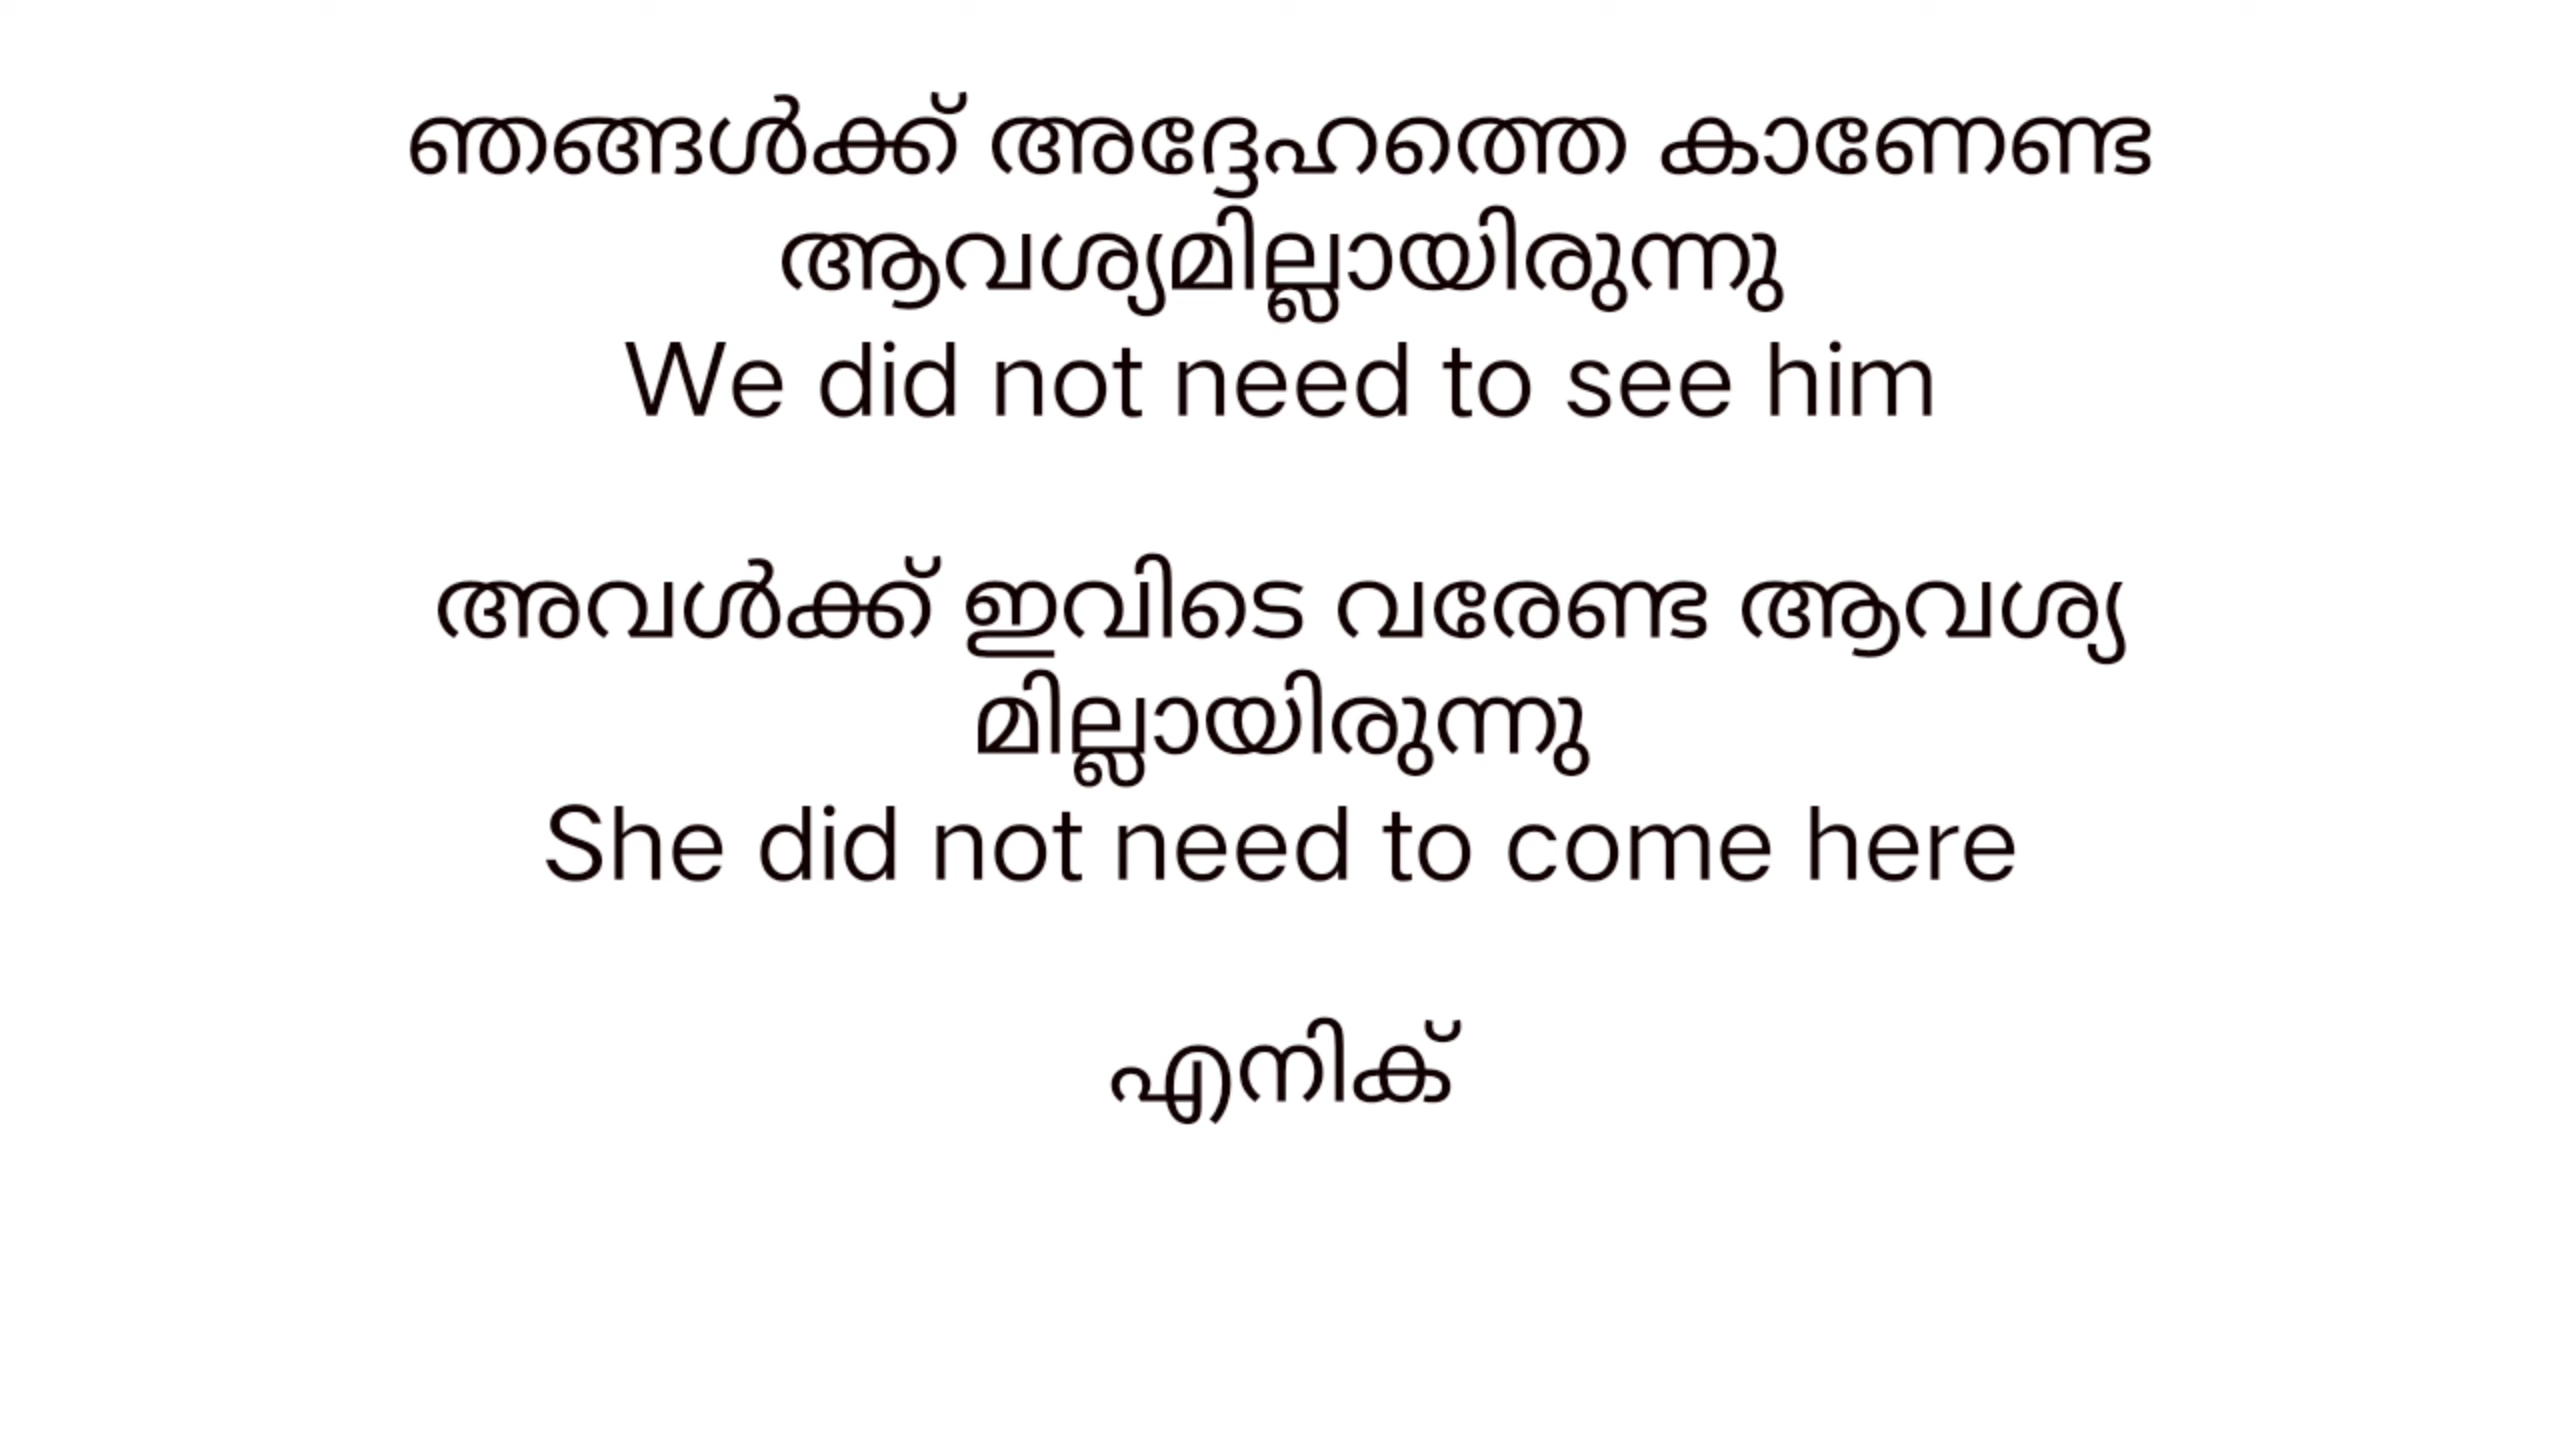 ഞങ്ങൾക്ക് അദ്ദേഹത്തെ കാണേണ്ട
ആവശ്യമില്ലായിരുന്നു
We did not need to see him
അവൾക്ക് ഇവിടെ വരേണ്ട ആവശ്യ
മില്ലായിരുന്നു
She did not need to come here
എനിക്